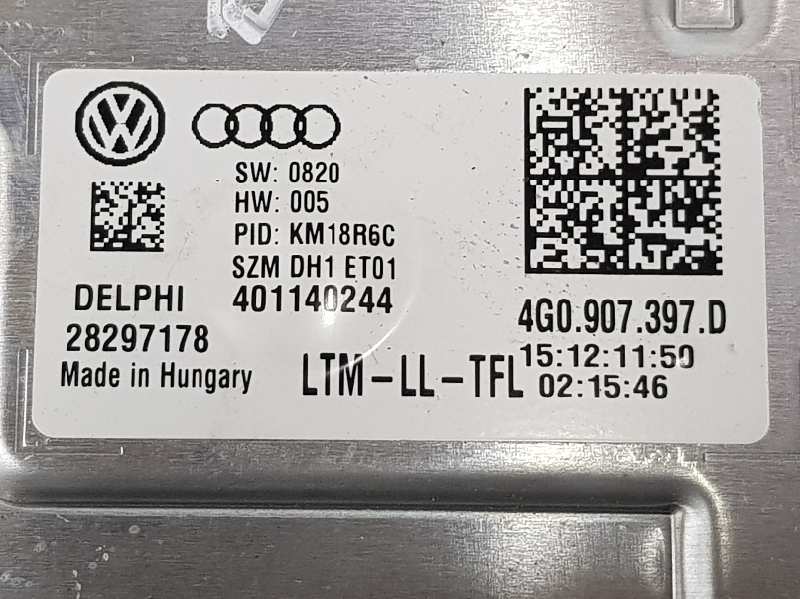 SW: 0820
HW: 005
PID: KM18R6C
SZM DH1 ET01
DELPHI 401140244
28297178
Made in Hungary
LTM-LL-TFL
4G0.907.397.D
15:12:11:50
02:15:46